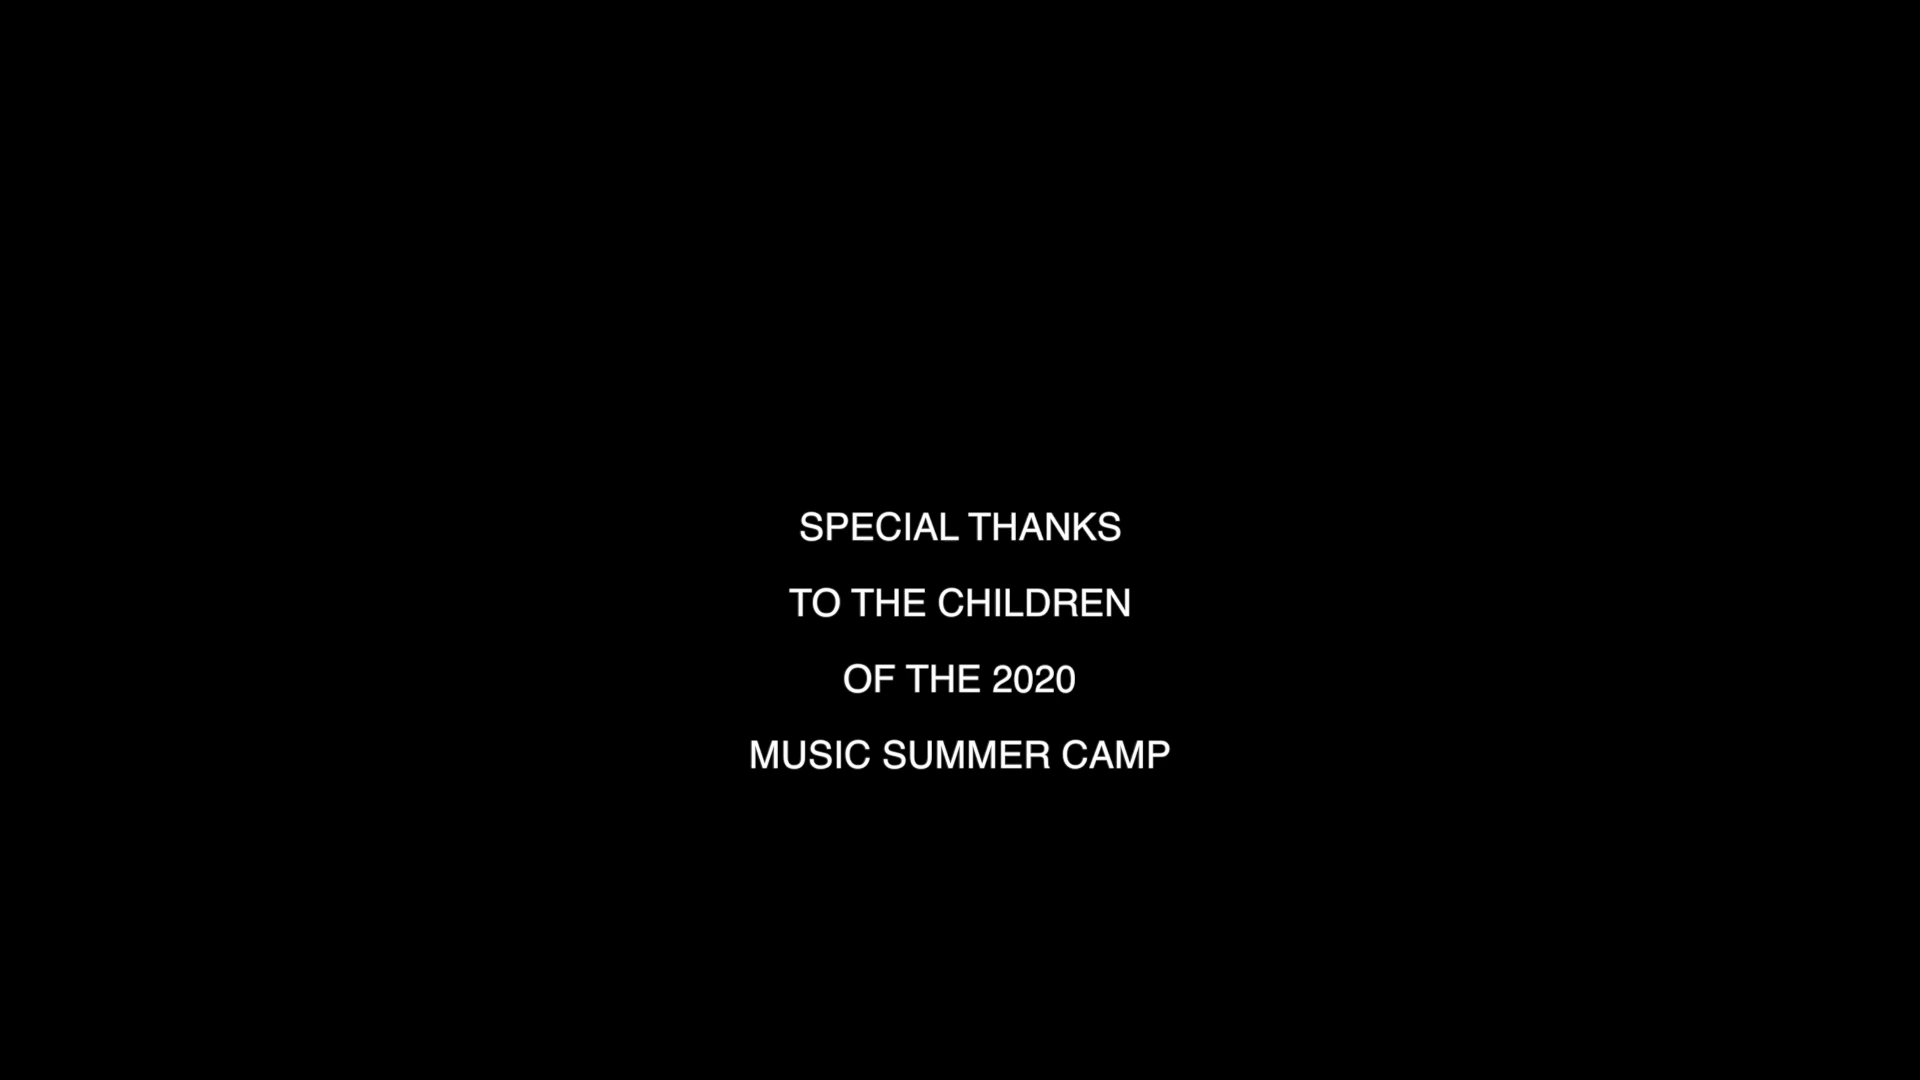 SPECIAL THANKS
TO THE CHILDREN
OF THE 2020
MUSIC SUMMER CAMP